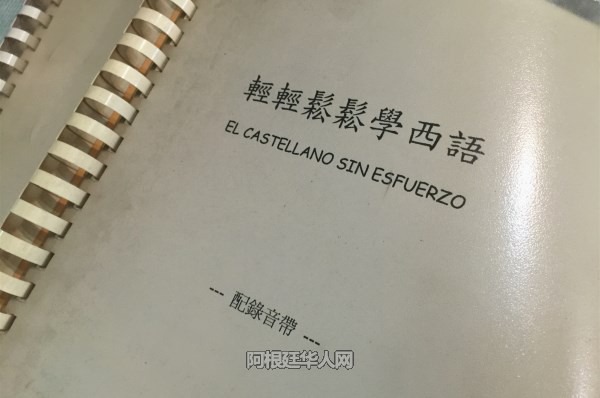 輕輕鬆鬆學西語
EL CASTELLANO SIN ESFUERZO
--- 配錄音帶 ---
阿根廷华人网